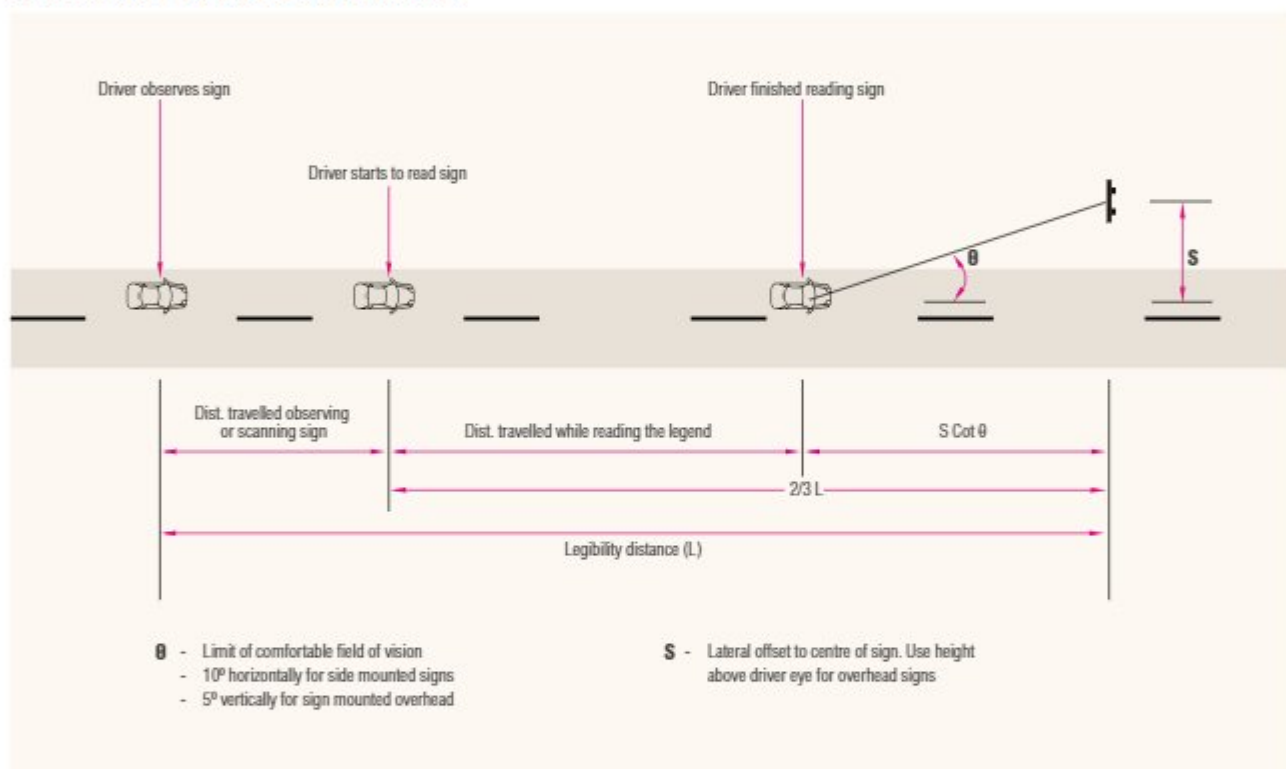 Driver observes sign
Driver finished reading sign
Driver starts to read sign
θ
S
Dist. travelled observing
or scanning sign
Dist. travelled while reading the legend
S Cot θ
2/3 L
Legibility distance (L)
θ - Limit of comfortable field of vision
- 10º horizontally for side mounted signs
- 5º vertically for sign mounted overhead
S - Lateral offset to centre of sign. Use height
above driver eye for overhead signs